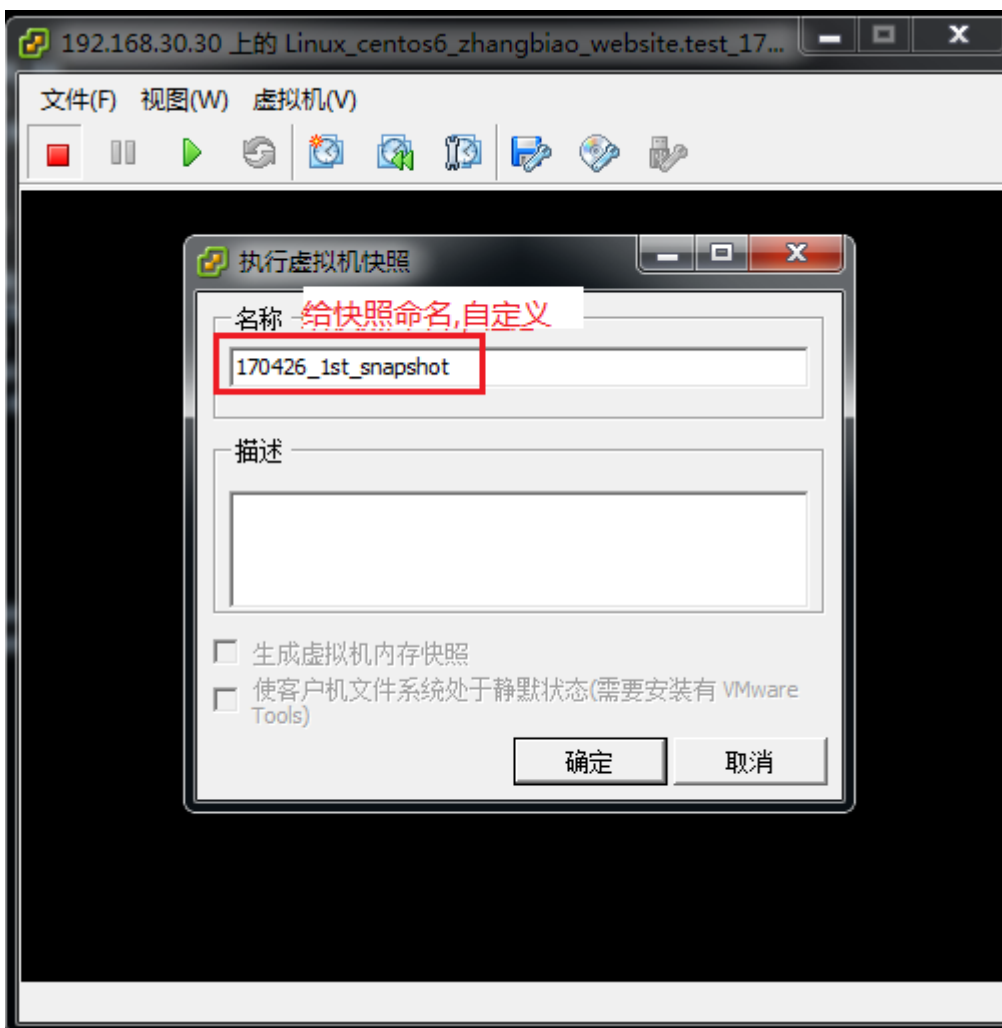 192.168.30.30 上的 Linux_centos6_zhangbiao_website.test_17...
文件(F) 视图(W) 虚拟机(V)
执行虚拟机快照
名称
给快照命名,自定义
170426_1st_snapshot
描述
生成虚拟机内存快照
使客户机文件系统处于静默状态(需要安装有 VMware
Tools)
确定 取消